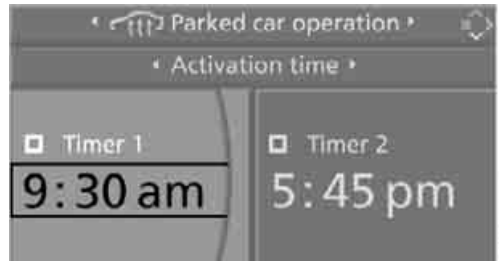 Parked car operation
Activation time
Timer 1
9:30 am
Timer 2
5:45 pm